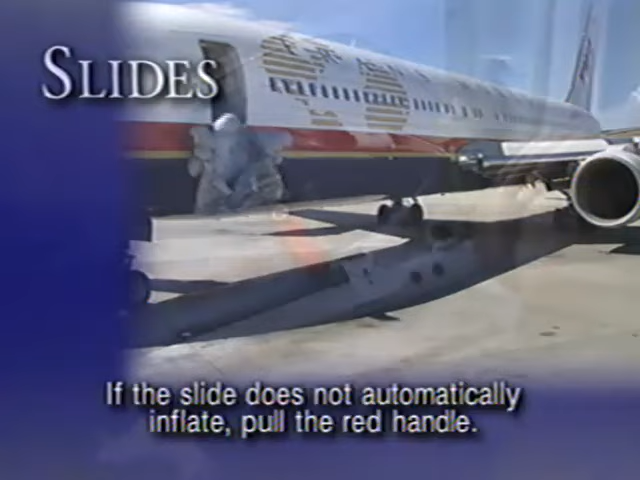 SLIDES
If the slide does not automatically
inflate, pull the red handle.